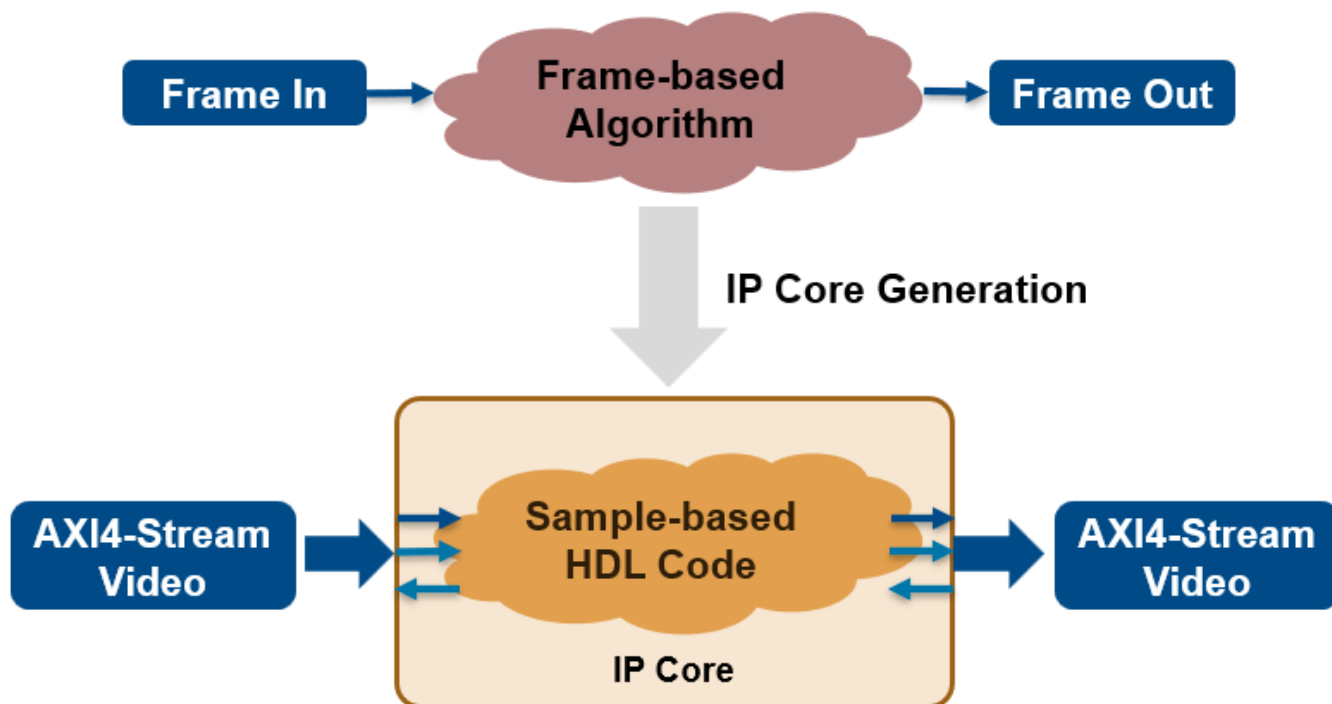 Frame In
Frame-based
Algorithm
Frame Out
IP Core Generation
AXI4-Stream
Video
Sample-based
HDL Code
AXI4-Stream
Video
IP Core